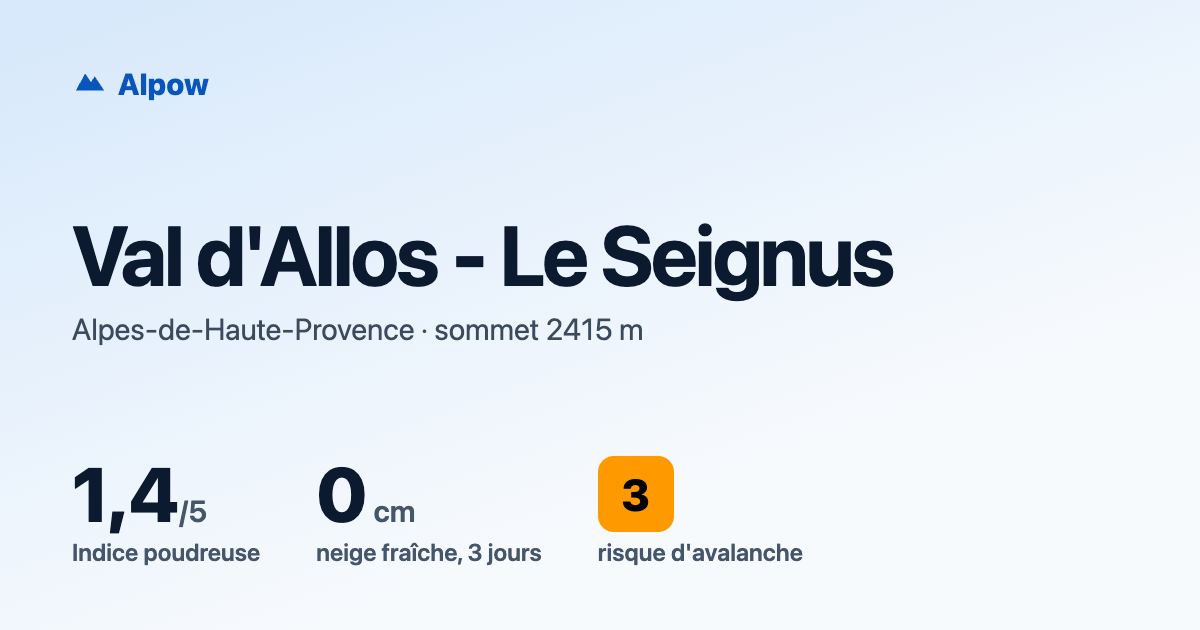 Alpow
Val d'Allos - Le Seignus
Alpes-de-Haute-Provence · sommet 2415 m
1,4/5
Indice poudreuse
0 cm
neige fraîche, 3 jours
3
risque d'avalanche